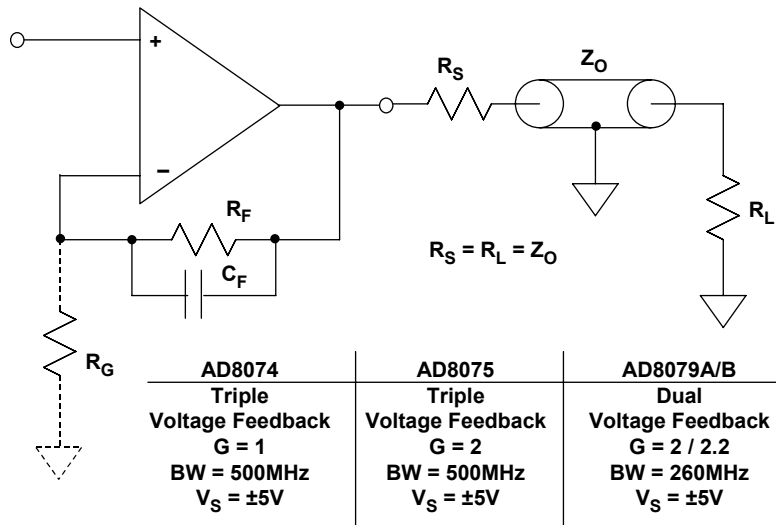 +
–
R_S
Z_O
R_F
C_F
R_L
R_S = R_L = Z_O
R_G
AD8074 AD8075 AD8079A/B
Triple Triple Dual
Voltage Feedback Voltage Feedback Voltage Feedback
G = 1 G = 2 G = 2 / 2.2
BW = 500MHz BW = 500MHz BW = 260MHz
V_S = ±5V V_S = ±5V V_S = ±5V